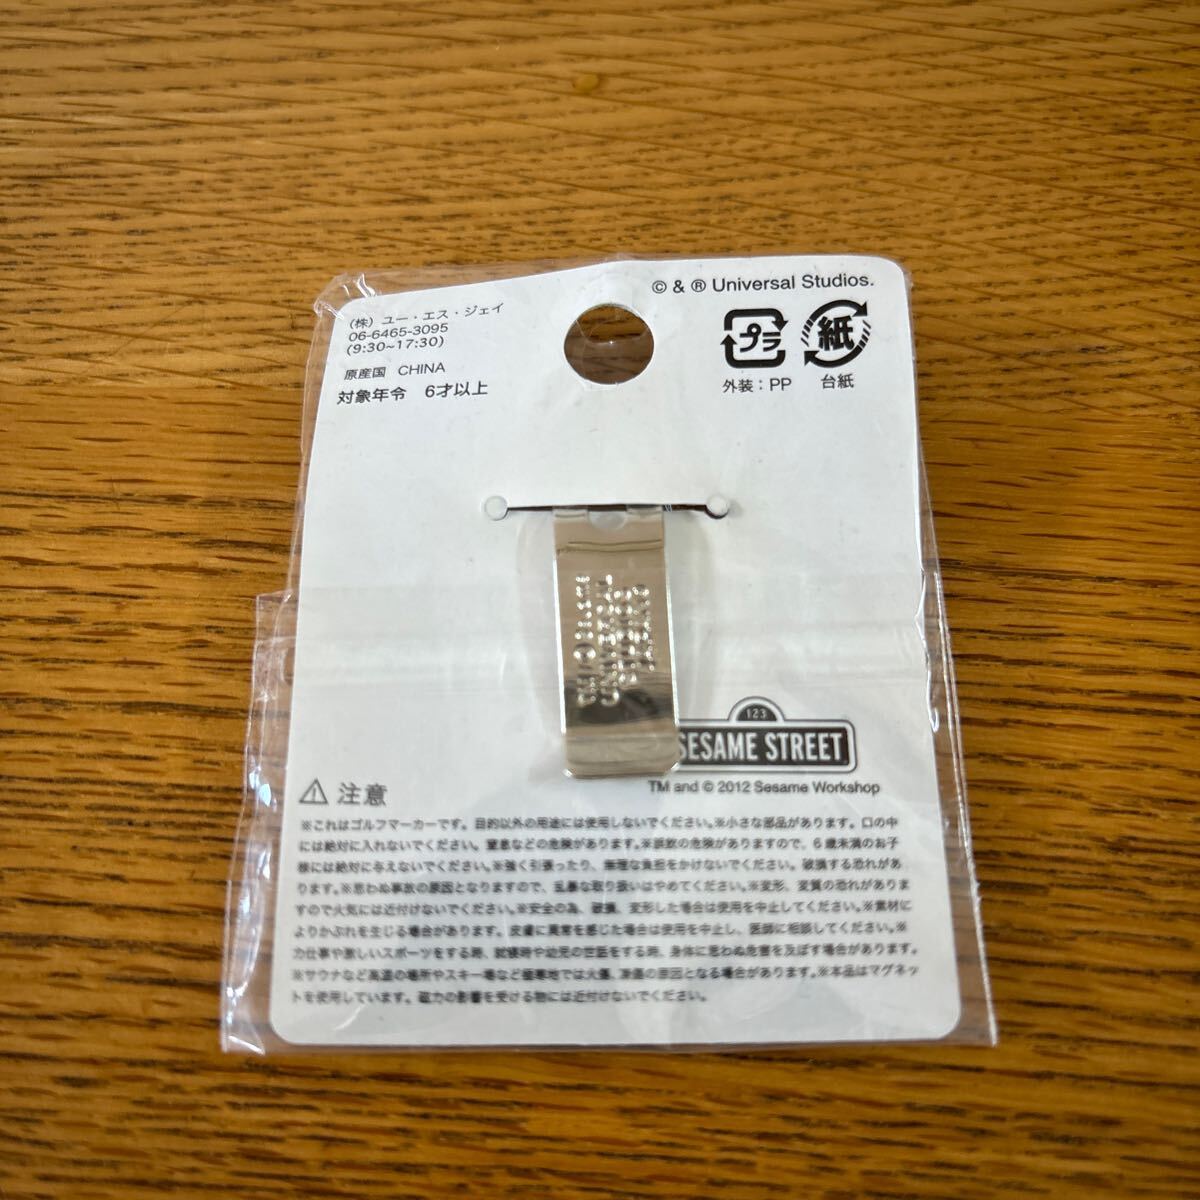 © & ® Universal Studios.
(株) ユー・エス・ジェイ
06-6465-3095
(9:30~17:30)
原産国 CHINA
対象年令 6才以上
プラ
紙
外装:PP
台紙
UNIVERSAL
STUDIOS
JAPAN
123
SESAME STREET
TM and © 2012 Sesame Workshop
⚠ 注意
※これはゴルフマーカーです。目的以外の用途には使用しないでください。※小さな部品があります。口の中
には絶対に入れないでください。窒息などの危険があります。※誤飲の危険がありますので、6歳未満のお子
様には絶対に与えないでください。※強く引張ったり、無理な負担をかけないでください。破損する恐れがあり
ます。※思わぬ事故の原因となりますので、乱暴な取り扱いはやめてください。※変形、変質の恐れがありま
すので火気には近付けないでください。※安全の為、破損、変形した場合は使用を中止してください。※素材に
よりかぶれを生じる場合があります。皮膚に異常を感じた場合は使用を中止し、医師に相談してください。※
力仕事や激しいスポーツをする時、就寝時や幼児の世話をする時、身体に思わぬ危害を及ぼす場合があります。
※サウナなど高温の場所やスキー場など極寒地では火傷、凍傷の原因となる場合があります。※本品はマグネッ
トを使用しています。磁力の影響を受ける物には近付けないでください。